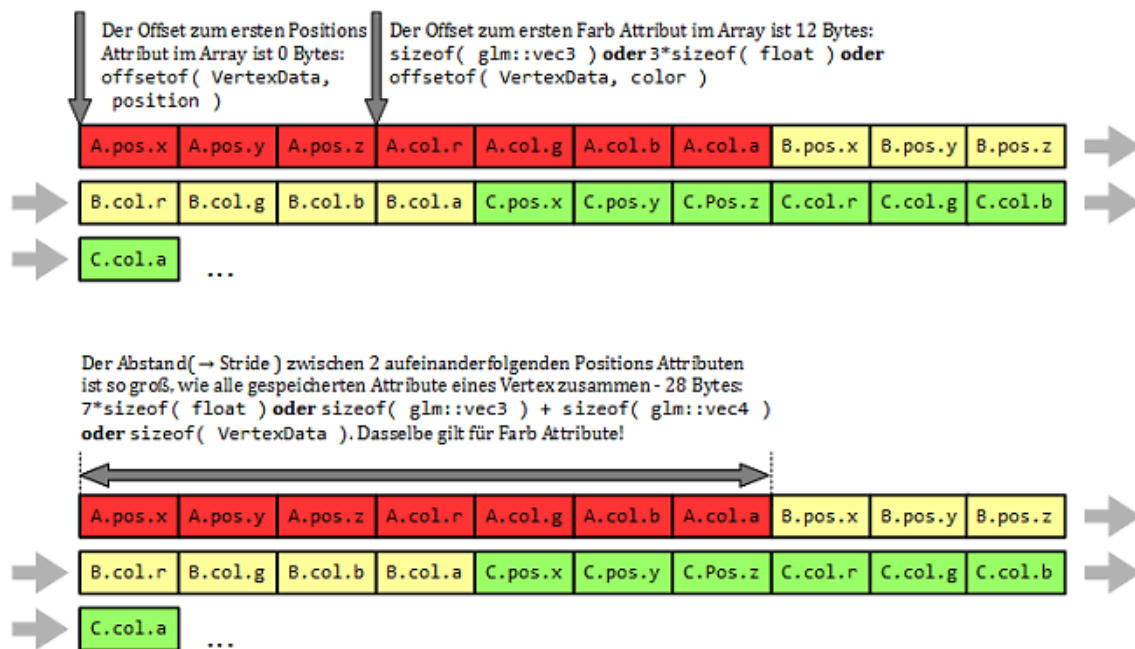 Der Offset zum ersten Positions
Attribut im Array ist 0 Bytes:
offsetof( VertexData,
position )
Der Offset zum ersten Farb Attribut im Array ist 12 Bytes:
sizeof( glm::vec3 ) oder 3*sizeof( float ) oder
offsetof( VertexData, color )
A.pos.x A.pos.y A.pos.z A.col.r A.col.g A.col.b A.col.a B.pos.x B.pos.y B.pos.z
B.col.r B.col.g B.col.b B.col.a C.pos.x C.pos.y C.Pos.z C.col.r C.col.g C.col.b
C.col.a ...
Der Abstand(→ Stride ) zwischen 2 aufeinanderfolgenden Positions Attributen
ist so groß, wie alle gespeicherten Attribute eines Vertex zusammen - 28 Bytes:
7*sizeof( float ) oder sizeof( glm::vec3 ) + sizeof( glm::vec4 )
oder sizeof( VertexData ). Dasselbe gilt für Farb Attribute!
A.pos.x A.pos.y A.pos.z A.col.r A.col.g A.col.b A.col.a B.pos.x B.pos.y B.pos.z
B.col.r B.col.g B.col.b B.col.a C.pos.x C.pos.y C.Pos.z C.col.r C.col.g C.col.b
C.col.a ...